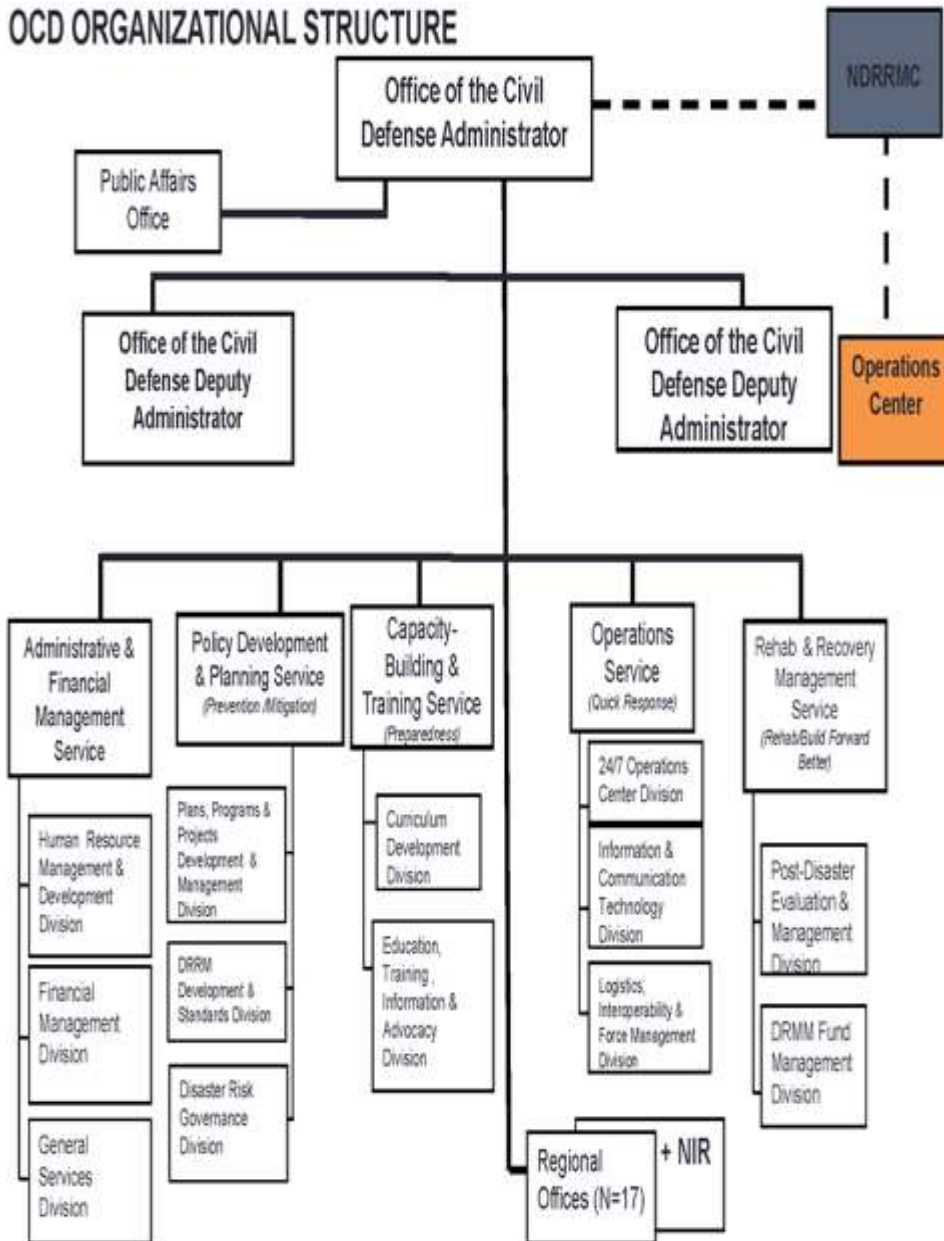 OCD ORGANIZATIONAL STRUCTURE
Office of the Civil
Defense Administrator
NDRRMC
Public Affairs
Office
Office of the Civil
Defense Deputy
Administrator
Office of the Civil
Defense Deputy
Administrator
Operations
Center
Administrative &
Financial
Management
Service
Human Resource
Management &
Development
Division
Financial
Management
Division
General
Services
Division
Policy Development
& Planning Service
(Prevention /Mitigation)
Plans, Programs &
Projects
Development &
Management
Division
DRRM
Development &
Standards Division
Disaster Risk
Governance
Division
Capacity-
Building &
Training Service
(Preparedness)
Curriculum
Development
Division
Education,
Training ,
Information &
Advocacy
Division
Operations
Service
(Quick Response)
24/7 Operations
Center Division
Information &
Communication
Technology
Division
Logistics,
Interoperability &
Force Management
Division
Rehab & Recovery
Management
Service
(Rehab/Build Forward
Better)
Post-Disaster
Evaluation &
Management
Division
DRMM Fund
Management
Division
Regional
Offices (N=17)
+ NIR